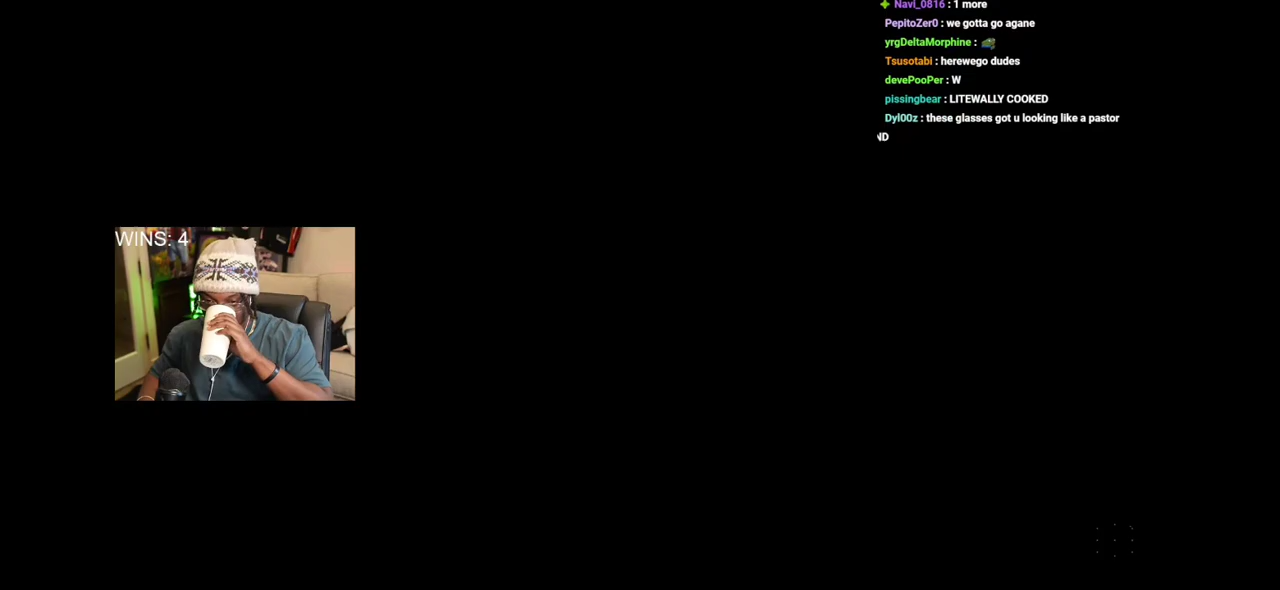 Navi_0816 : 1 more
PepitoZer0 : we gotta go agane
yrgDeltaMorphine :
Tsusotabi : herewego dudes
devePooPer : W
pissingbear : LITEWALLY COOKED
Dyl00z : these glasses got u looking like a pastor
ND
WINS: 4